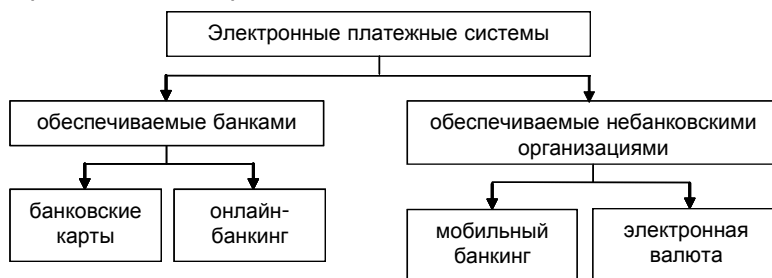 Электронные платежные системы
обеспечиваемые банками
обеспечиваемые небанковскими
организациями
банковские
карты
онлайн-
банкинг
мобильный
банкинг
электронная
валюта